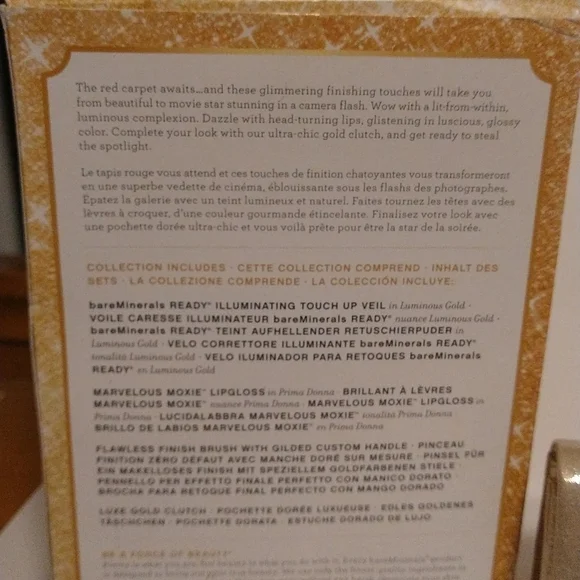 The red carpet awaits...and these glimmering finishing touches will take you
from beautiful to movie star stunning in a camera flash. Wow with a lit-from-within,
luminous complexion. Dazzle with head-turning lips, glistening in luscious, glossy
color. Complete your look with our ultra-chic gold clutch, and get ready to steal
the spotlight.
Le tapis rouge vous attend et ces touches de finition chatoyantes vous transformeront
en une superbe vedette de cinéma, éblouissante sous les flashs des photographes.
Épatez la galerie avec un teint lumineux et naturel. Faites tournez les têtes avec des
lèvres à croquer, d'une couleur gourmande étincelante. Finalisez votre look avec
une pochette dorée ultra-chic et vous voilà prête pour être la star de la soirée.
COLLECTION INCLUDES · CETTE COLLECTION COMPREND · INHALT DES
SETS · LA COLLEZIONE COMPRENDE · LA COLECCIÓN INCLUYE:
bareMinerals READY® ILLUMINATING TOUCH UP VEIL in Luminous Gold ·
VOILE CARESSE ILLUMINATEUR bareMinerals READY® nuance Luminous Gold ·
bareMinerals READY® TEINT AUFHELLENDER RETUSCHIERPUDER in
Luminous Gold · VELO CORRETTORE ILLUMINANTE bareMinerals READY®
tonalità Luminous Gold · VELO ILUMINADOR PARA RETOQUES bareMinerals
READY® en Luminous Gold
MARVELOUS MOXIE™ LIPGLOSS in Prima Donna · BRILLANT À LÈVRES
MARVELOUS MOXIE™ nuance Prima Donna · MARVELOUS MOXIE™ LIPGLOSS in
Prima Donna · LUCIDALABBRA MARVELOUS MOXIE™ tonalità Prima Donna
BRILLO DE LABIOS MARVELOUS MOXIE™ en Prima Donna
FLAWLESS FINISH BRUSH WITH GILDED CUSTOM HANDLE · PINCEAU
FINITION ZÉRO DÉFAUT AVEC MANCHE DORÉ SUR MESURE · PINSEL FÜR
EIN MAKELLOSES FINISH MIT SPEZIELLEM GOLDFARBENEN STIELE ·
PENNELLO PER EFFETTO FINALE PERFETTO CON MANICO DORATO ·
BROCHA PARA RETOQUE FINAL PERFECTO CON MANGO DORADO
LUXE GOLD CLUTCH · POCHETTE DORÉE LUXUEUSE · EDLES GOLDENES
TÄSCHCHEN · POCHETTE DORATA · ESTUCHE DORADO DE LUJO
BE A FORCE OF BEAUTY